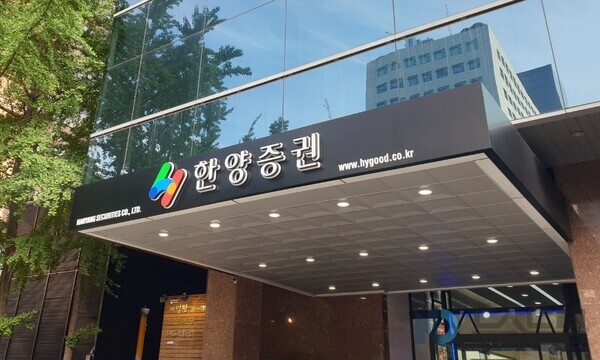 한양증권
www.hygood.co.kr
HANYANG SECURITIES CO., LTD.